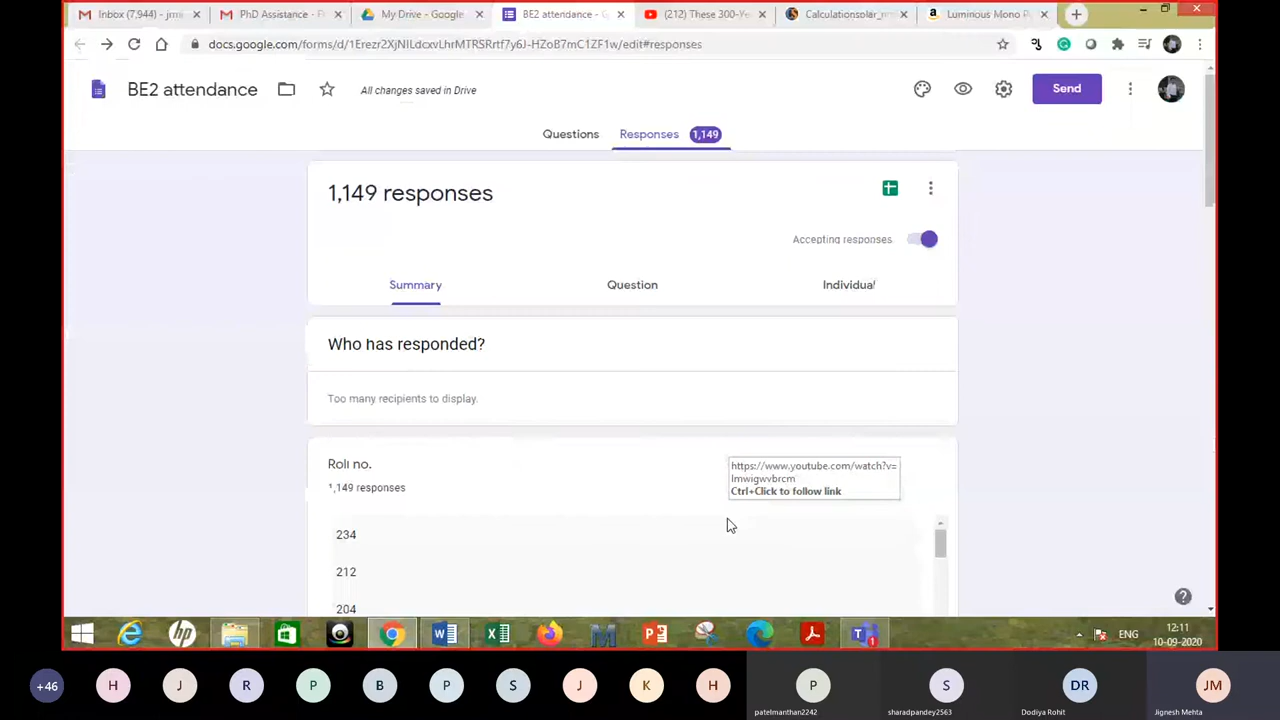 Inbox (7,944) - jmi
PhD Assistance - F
My Drive - Google
BE2 attendance - G
(212) These 300-Ye
Calculationsolar_m
Luminous Mono P
docs.google.com/forms/d/1Erezr2XjNILdcxvLhrMTRSRrtf7y6J-HZoB7mC1ZF1w/edit#responses
BE2 attendance
All changes saved in Drive
Send
Questions
Responses 1,149
1,149 responses
Accepting responses
Summary
Question
Individual
Who has responded?
Too many recipients to display.
Roll no.
1,149 responses
https://www.youtube.com/watch?v=
lmwigwvbrcm
Ctrl+Click to follow link
234
212
204
ENG
12:11
10-09-2020
+46
H
J
R
P
B
P
S
J
K
H
P
S
DR
JM
patelmanthan2242
sharadpandey2563
Dodiya Rohit
Jignesh Mehta